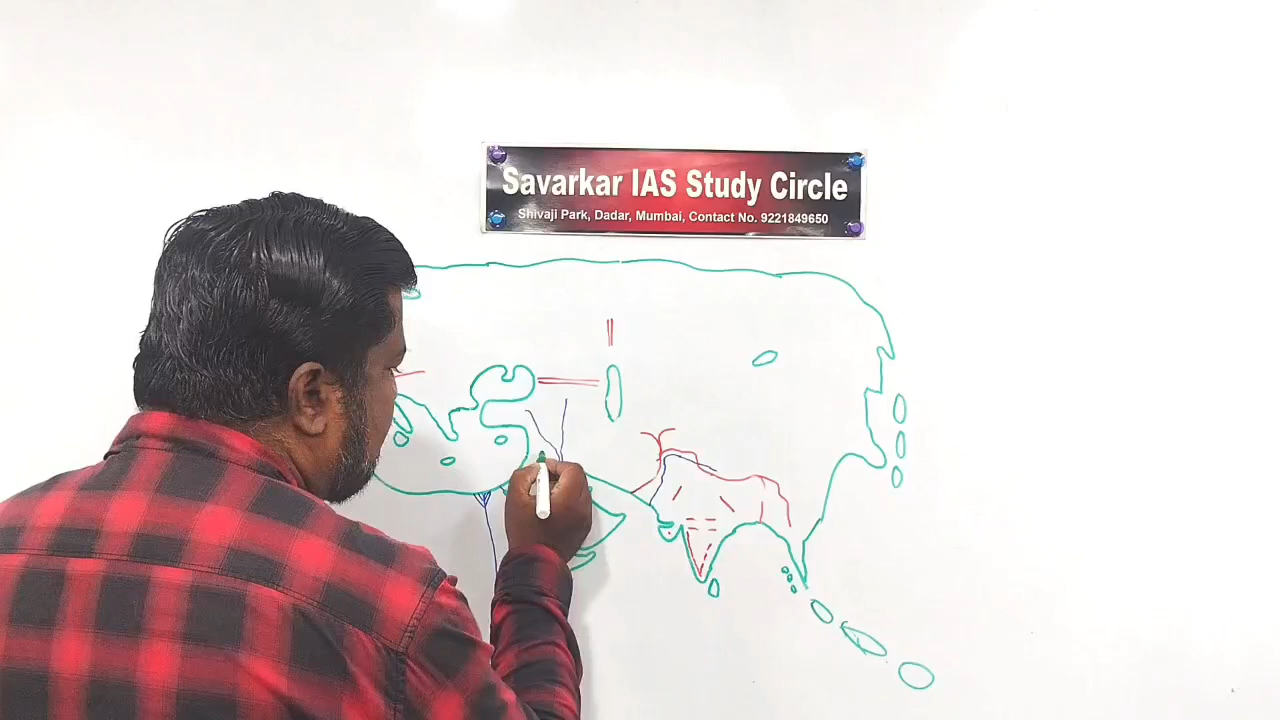 Savarkar IAS Study Circle
Shivaji Park, Dadar, Mumbai, Contact No. 9221849650